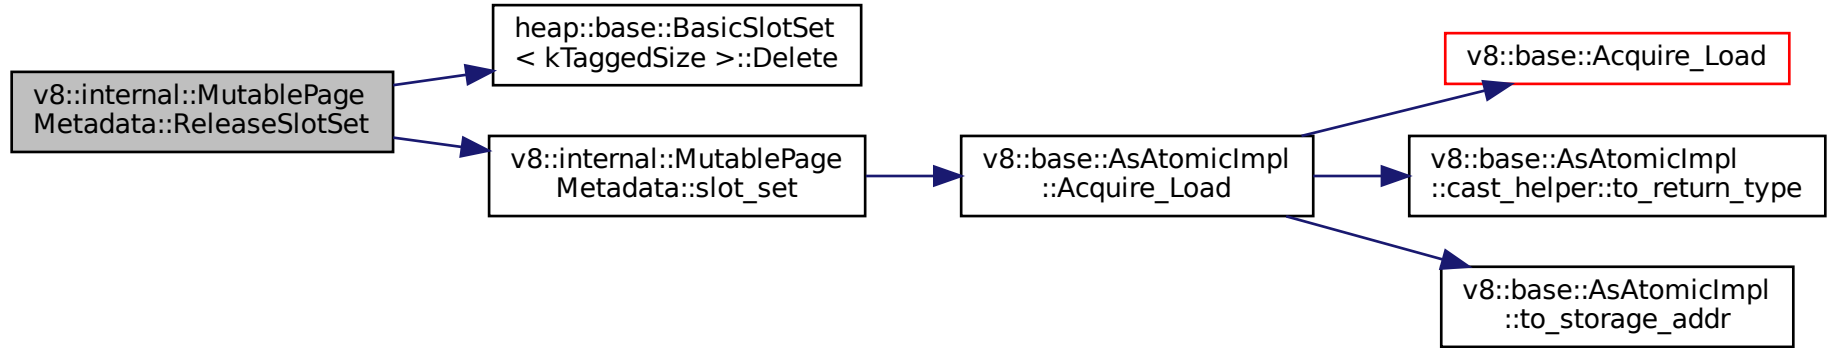 v8::internal::MutablePage
Metadata::ReleaseSlotSet
heap::base::BasicSlotSet
< kTaggedSize >::Delete
v8::internal::MutablePage
Metadata::slot_set
v8::base::AsAtomicImpl
::Acquire_Load
v8::base::Acquire_Load
v8::base::AsAtomicImpl
::cast_helper::to_return_type
v8::base::AsAtomicImpl
::to_storage_addr